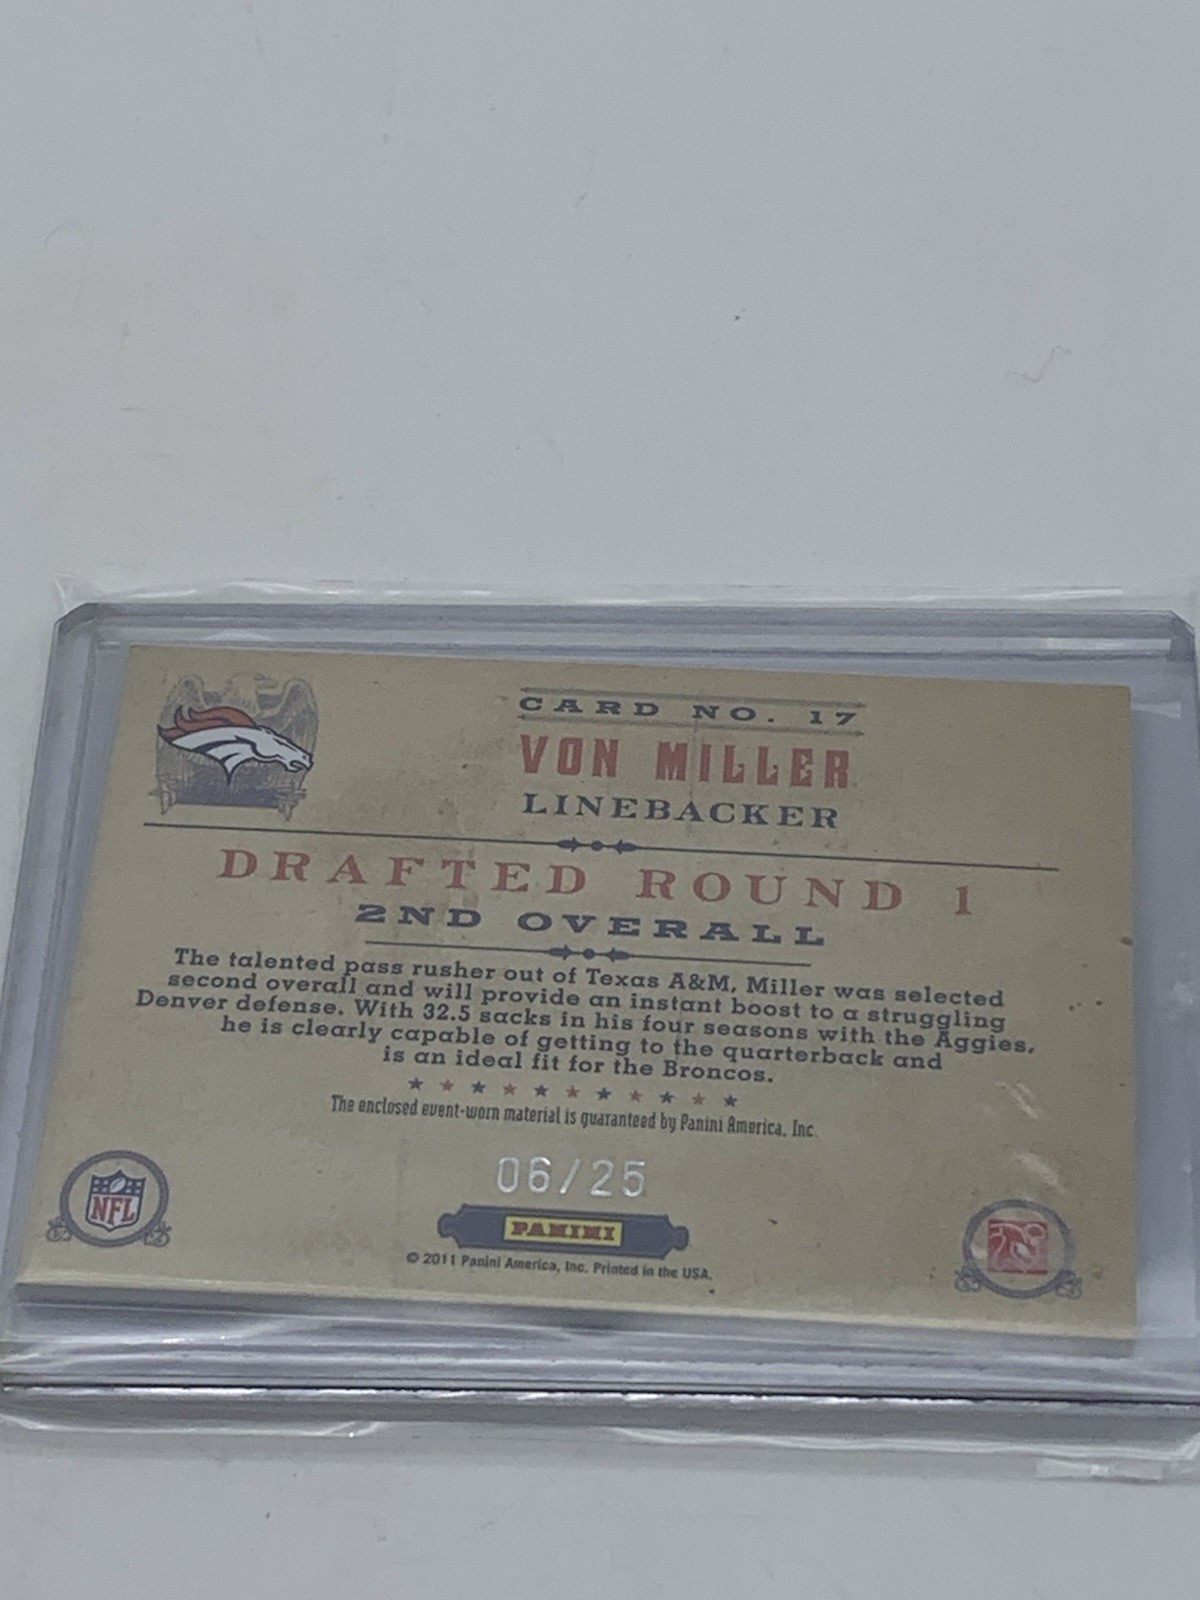 CARD NO. 17
VON MILLER
LINEBACKER
DRAFTED ROUND 1
2ND OVERALL
The talented pass rusher out of Texas A&M, Miller was selected
second overall and will provide an instant boost to a struggling
Denver defense. With 32.5 sacks in his four seasons with the Aggies,
he is clearly capable of getting to the quarterback and
is an ideal fit for the Broncos.
The enclosed event-worn material is guaranteed by Panini America, Inc.
06/25
NFL
PANINI
© 2011 Panini America, Inc. Printed in the USA.